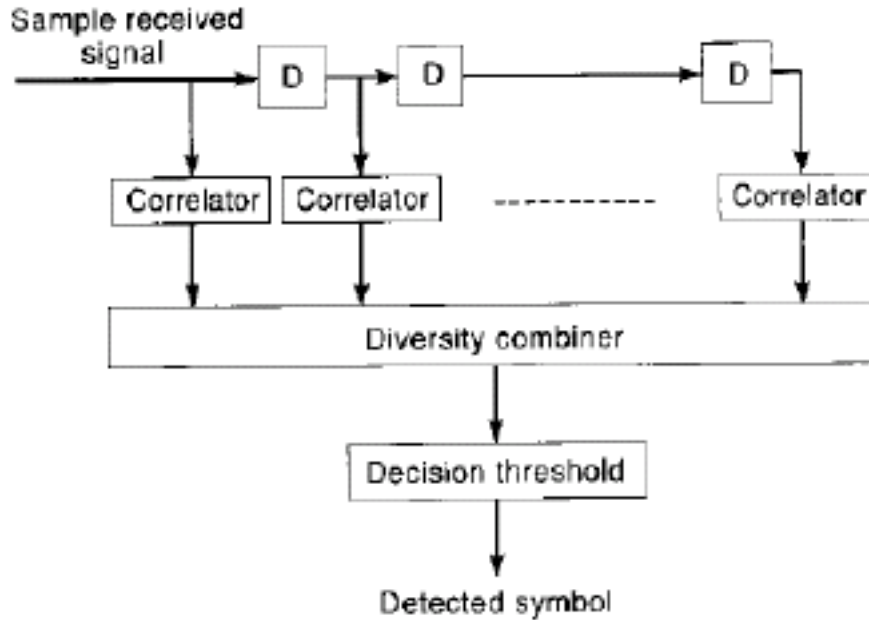 Sample received
signal
D
D
D
Correlator
Correlator
Correlator
Diversity combiner
Decision threshold
Detected symbol